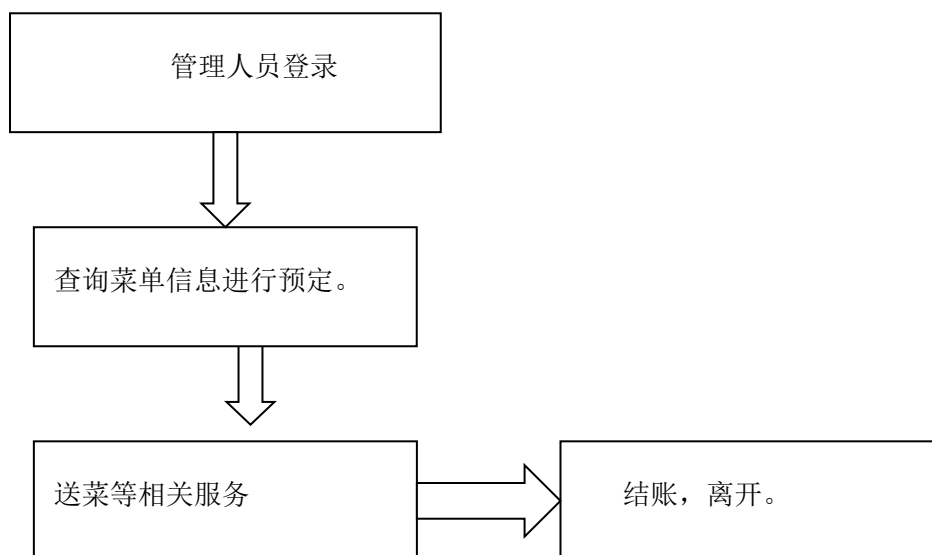 管理人员登录
查询菜单信息进行预定。
送菜等相关服务
结账，离开。